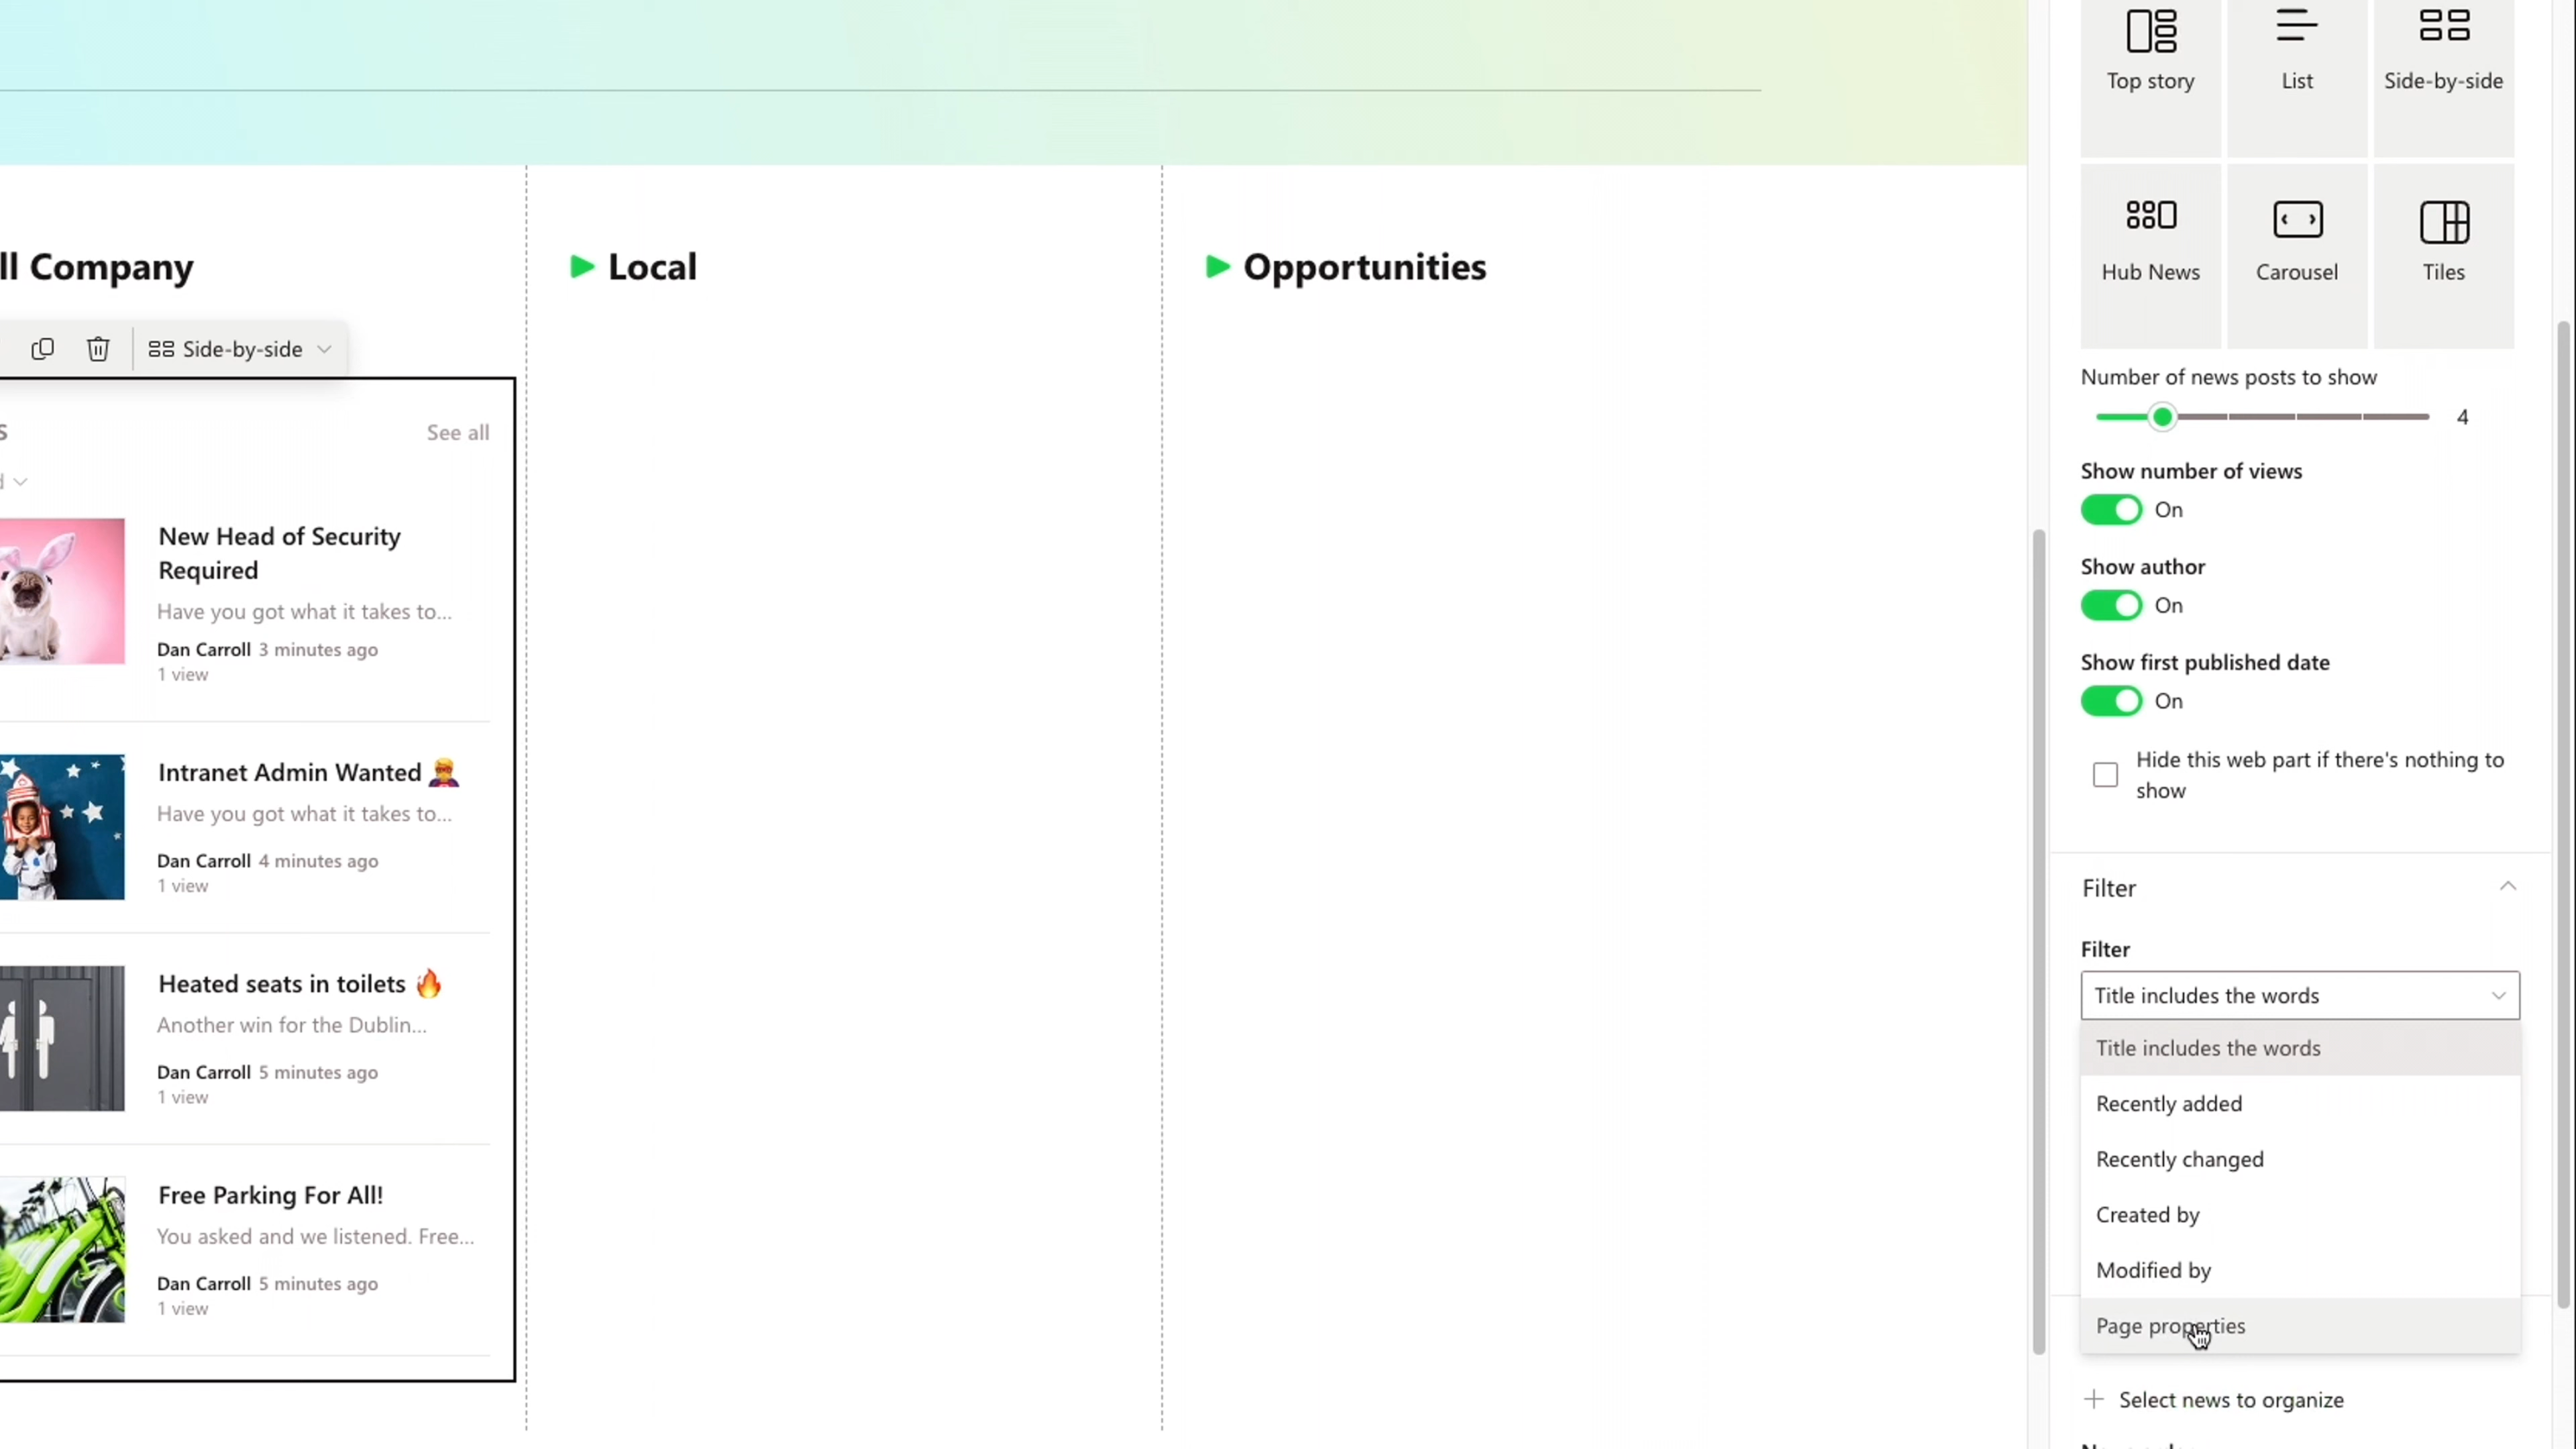 ll Company
Local
Opportunities
Side-by-side
s
See all
d
New Head of Security
Required
Have you got what it takes to...
Dan Carroll 3 minutes ago
1 view
Intranet Admin Wanted 🦸
Have you got what it takes to...
Dan Carroll 4 minutes ago
1 view
Heated seats in toilets 🔥
Another win for the Dublin...
Dan Carroll 5 minutes ago
1 view
Free Parking For All!
You asked and we listened. Free...
Dan Carroll 5 minutes ago
1 view
Top story
List
Side-by-side
Hub News
Carousel
Tiles
Number of news posts to show
4
Show number of views
On
Show author
On
Show first published date
On
Hide this web part if there's nothing to
show
Filter
Filter
Title includes the words
Title includes the words
Recently added
Recently changed
Created by
Modified by
Page properties
Select news to organize